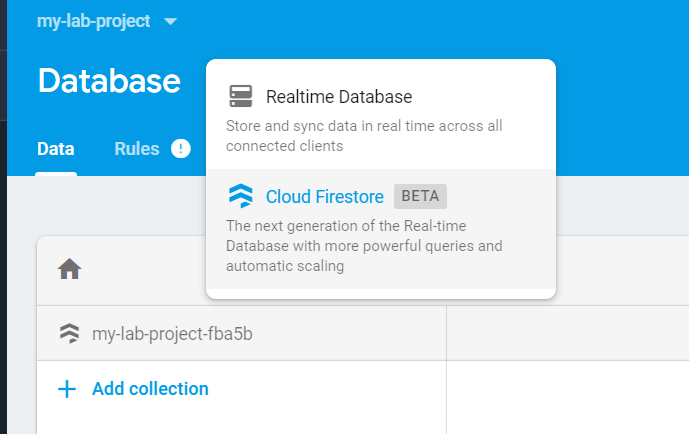 my-lab-project
Database
Data
Rules
Realtime Database
Store and sync data in real time across all
connected clients
Cloud Firestore BETA
The next generation of the Real-time
Database with more powerful queries and
automatic scaling
my-lab-project-fba5b
Add collection